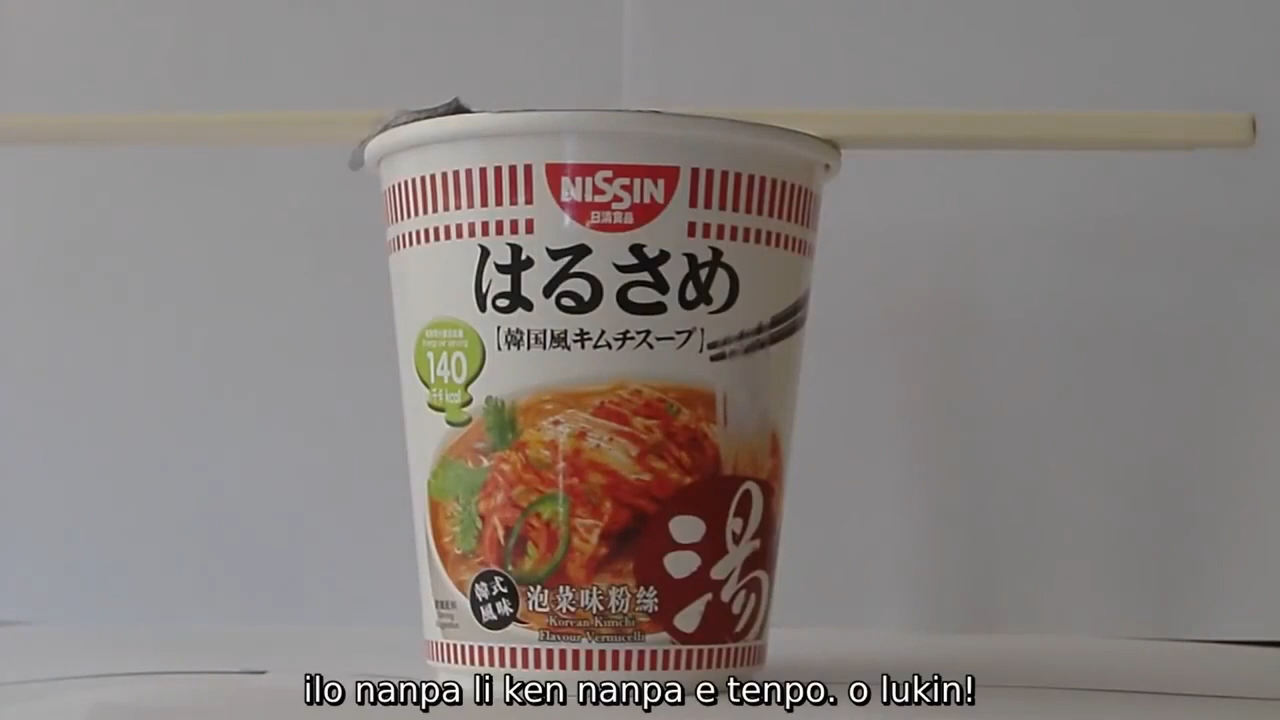 NISSIN
日清食品
はるさめ
【韓国風キムチスープ】
140
kcal
湯
韓式
風味
泡菜味粉絲
Korean Kimchi
Flavour Vermicelli
ilo nanpa li ken nanpa e tenpo. o lukin!